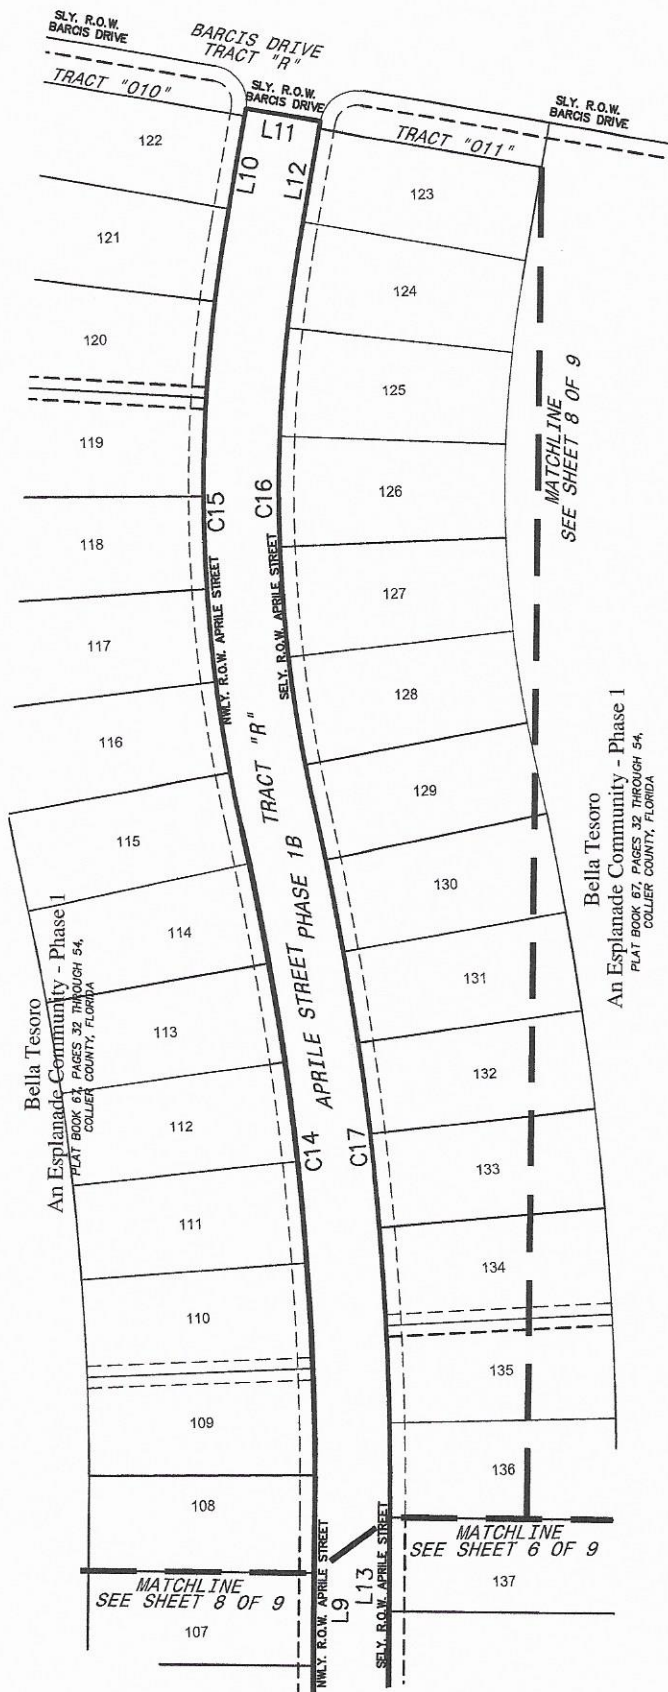 SLY. R.O.W.
BARCIS DRIVE
BARCIS DRIVE
TRACT "R"
SLY. R.O.W.
BARCIS DRIVE
SLY. R.O.W.
BARCIS DRIVE
TRACT "010"
TRACT "011"
L11
L10
L12
122
121
120
119
118
117
116
115
114
113
112
111
110
109
108
107
123
124
125
126
127
128
129
130
131
132
133
134
135
136
137
MATCHLINE
SEE SHEET 8 OF 9
C15
C16
NWLY. R.O.W. APRILE STREET
SELY. R.O.W. APRILE STREET
TRACT "R"
APRILE STREET PHASE 1B
C14
C17
Bella Tesoro
An Esplanade Community - Phase 1
PLAT BOOK 67, PAGES 32 THROUGH 54,
COLLIER COUNTY, FLORIDA
Bella Tesoro
An Esplanade Community - Phase 1
PLAT BOOK 67, PAGES 32 THROUGH 54,
COLLIER COUNTY, FLORIDA
MATCHLINE
SEE SHEET 6 OF 9
MATCHLINE
SEE SHEET 8 OF 9
NWLY. R.O.W. APRILE STREET
L9
L13
SELY. R.O.W. APRILE STREET